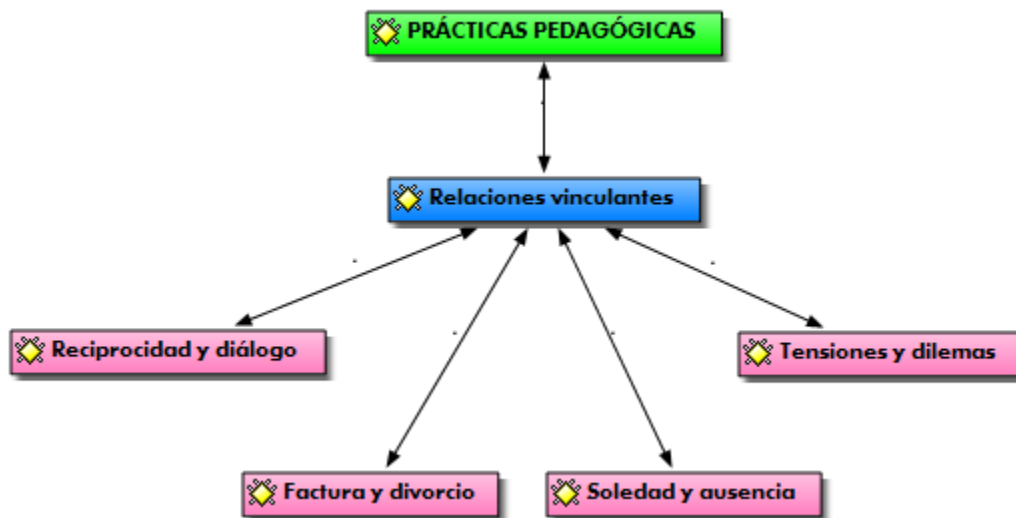 PRÁCTICAS PEDAGÓGICAS
Relaciones vinculantes
Reciprocidad y diálogo
Tensiones y dilemas
Factura y divorcio
Soledad y ausencia